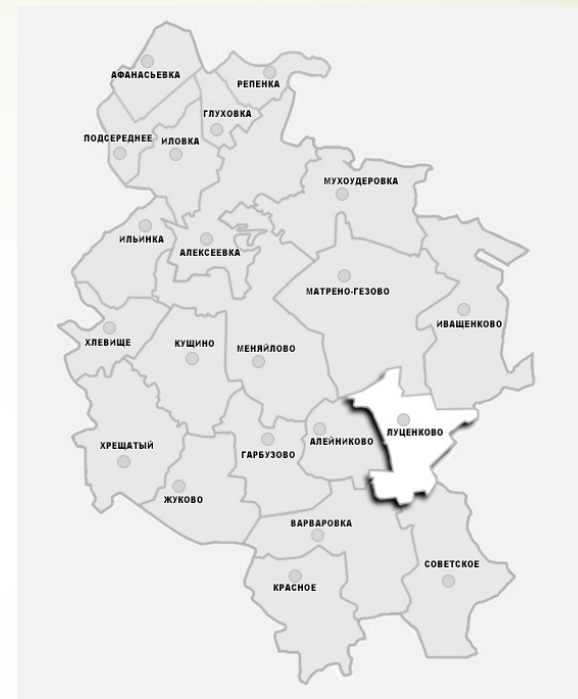 АФАНАСЬЕВКА
РЕПЕНКА
ГЛУХОВКА
ПОДСЕРЕДНЕЕ
ИЛОВКА
МУХОУДЕРОВКА
ИЛЬИНКА
АЛЕКСЕЕВКА
МАТРЕНО-ГЕЗОВО
ИВАЩЕНКОВО
ХЛЕВИЩЕ
КУЩИНО
МЕНЯЙЛОВО
ЛУЦЕНКОВО
АЛЕЙНИКОВО
ХРЕЩАТЫЙ
ГАРБУЗОВО
ЖУКОВО
ВАРВАРОВКА
СОВЕТСКОЕ
КРАСНОЕ